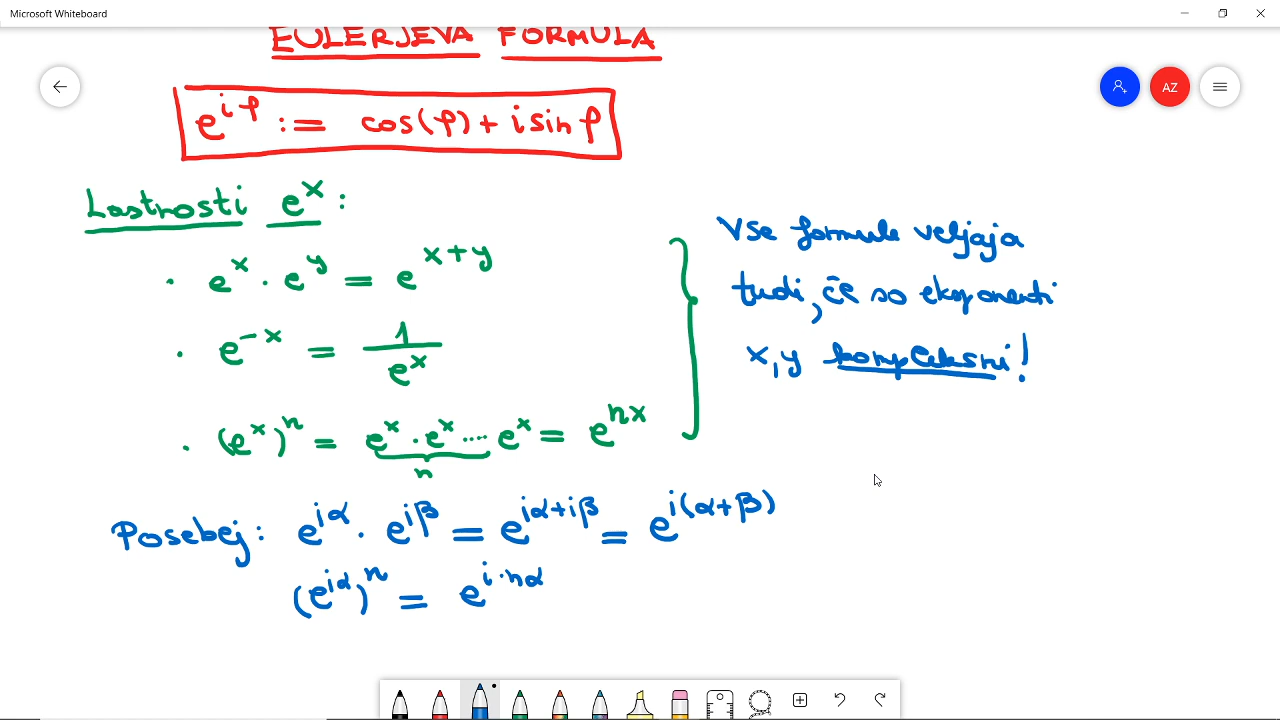 Microsoft Whiteboard
EULERJEVA FORMULA
AZ
e^{iφ} := cos(φ) + i sin φ
Lastnosti e^x :
· e^x · e^y = e^{x+y}
· e^{-x} = 1/e^x
· (e^x)^n = e^x · e^x ···· e^x = e^{nx}
n
Vse formule veljajo
tudi, če so eksponenti
x, y kompleksni!
Posebej: e^{iα} · e^{iβ} = e^{iα+iβ} = e^{i(α+β)}
(e^{iα})^n = e^{i·nα}